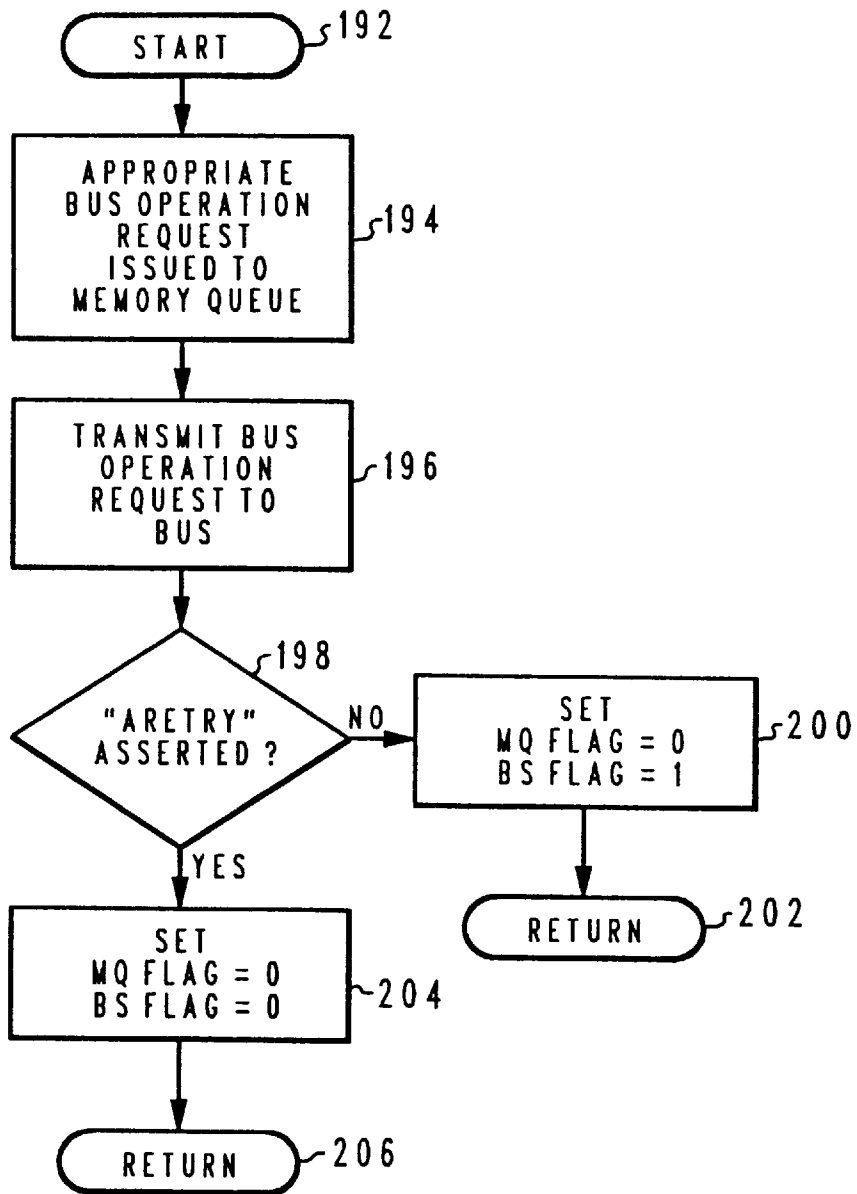 START
192
APPROPRIATE
BUS OPERATION
REQUEST
ISSUED TO
MEMORY QUEUE
194
TRANSMIT BUS
OPERATION
REQUEST TO
BUS
196
198
"ARETRY"
ASSERTED ?
NO
SET
MQ FLAG = 0
BS FLAG = 1
200
YES
RETURN
202
SET
MQ FLAG = 0
BS FLAG = 0
204
RETURN
206